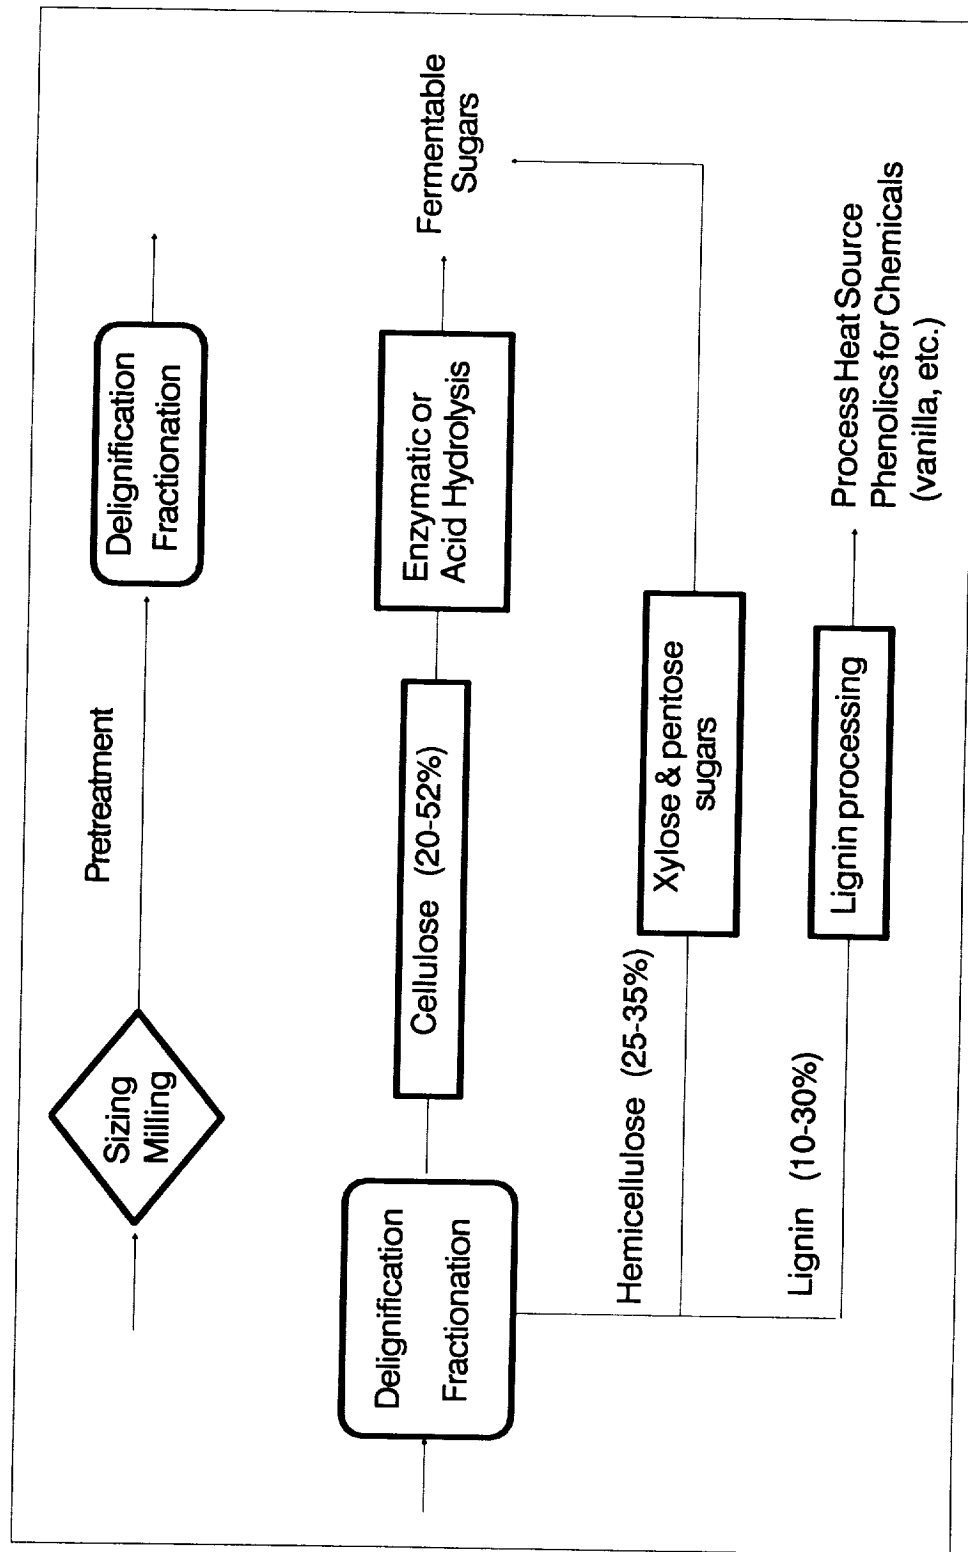 Sizing
Milling
Pretreatment
Delignification
Fractionation
Delignification
Fractionation
Cellulose (20-52%)
Enzymatic or
Acid Hydrolysis
Fermentable
Sugars
Hemicellulose (25-35%)
Xylose & pentose
sugars
Lignin (10-30%)
Lignin processing
Process Heat Source
Phenolics for Chemicals
(vanilla, etc.)